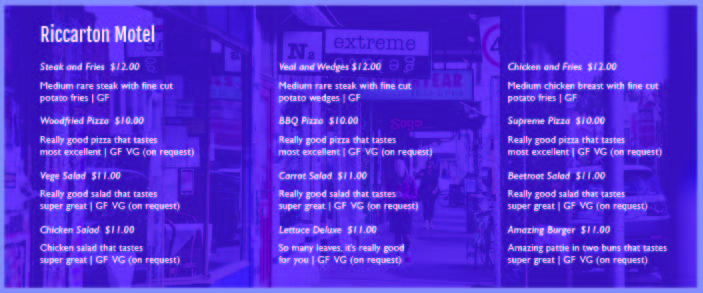 Riccarton Motel
Steak and Fries $12.00
Medium rare steak with fine cut
potato fries | GF
Woodfried Pizza $10.00
Really good pizza that tastes
most excellent | GF VG (on request)
Vege Salad $11.00
Really good salad that tastes
super great | GF VG (on request)
Chicken Salad $11.00
Chicken salad that tastes
super great | GF VG (on request)
Veal and Wedges $12.00
Medium rare steak with fine cut
potato wedges | GF
BBQ Pizza $10.00
Really good pizza that tastes
most excellent | GF VG (on request)
Carrot Salad $11.00
Really good salad that tastes
super great | GF VG (on request)
Lettuce Deluxe $11.00
So many leaves, it's really good
for you | GF VG (on request)
Chicken and Fries $12.00
Medium chicken breast with fine cut
potato fries | GF
Supreme Pizza $10.00
Really good pizza that tastes
most excellent | GF VG (on request)
Beetroot Salad $11.00
Really good salad that tastes
super great | GF VG (on request)
Amazing Burger $11.00
Amazing pattie in two buns that tastes
super great | GF VG (on request)
extreme